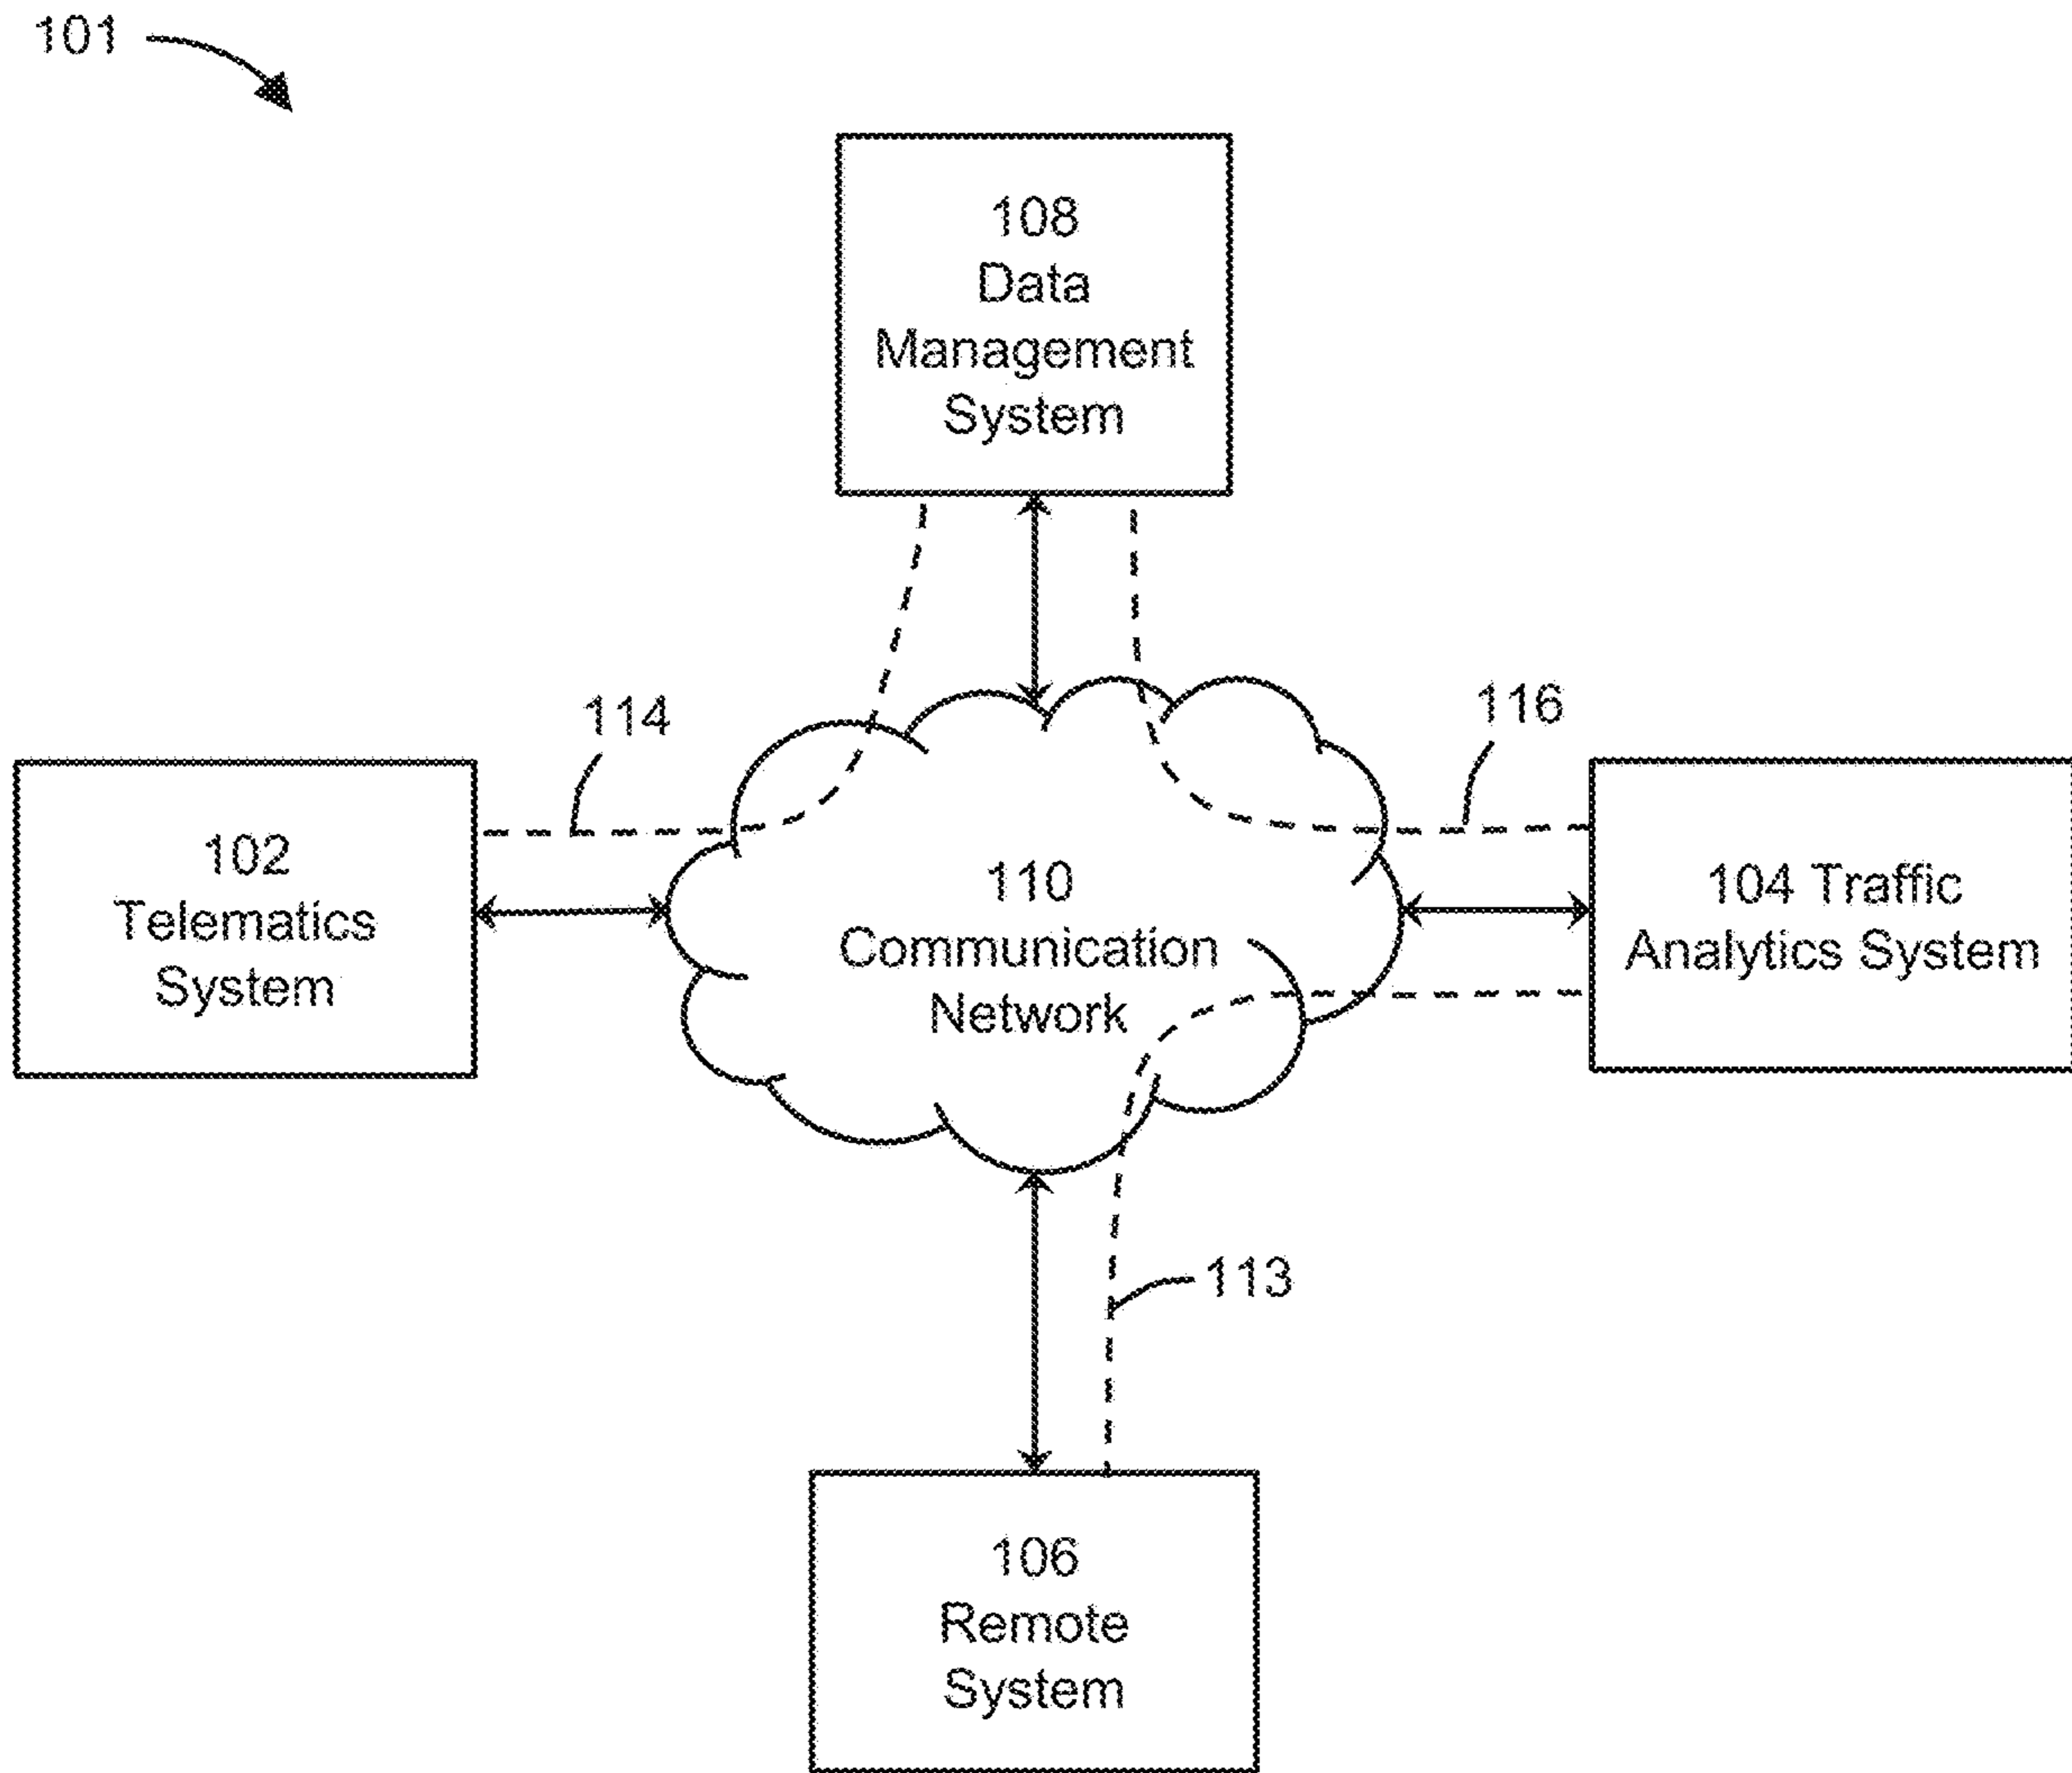 101
108
Data
Management
System
114
116
102
Telematics
System
110
Communication
Network
104 Traffic
Analytics System
113
106
Remote
System